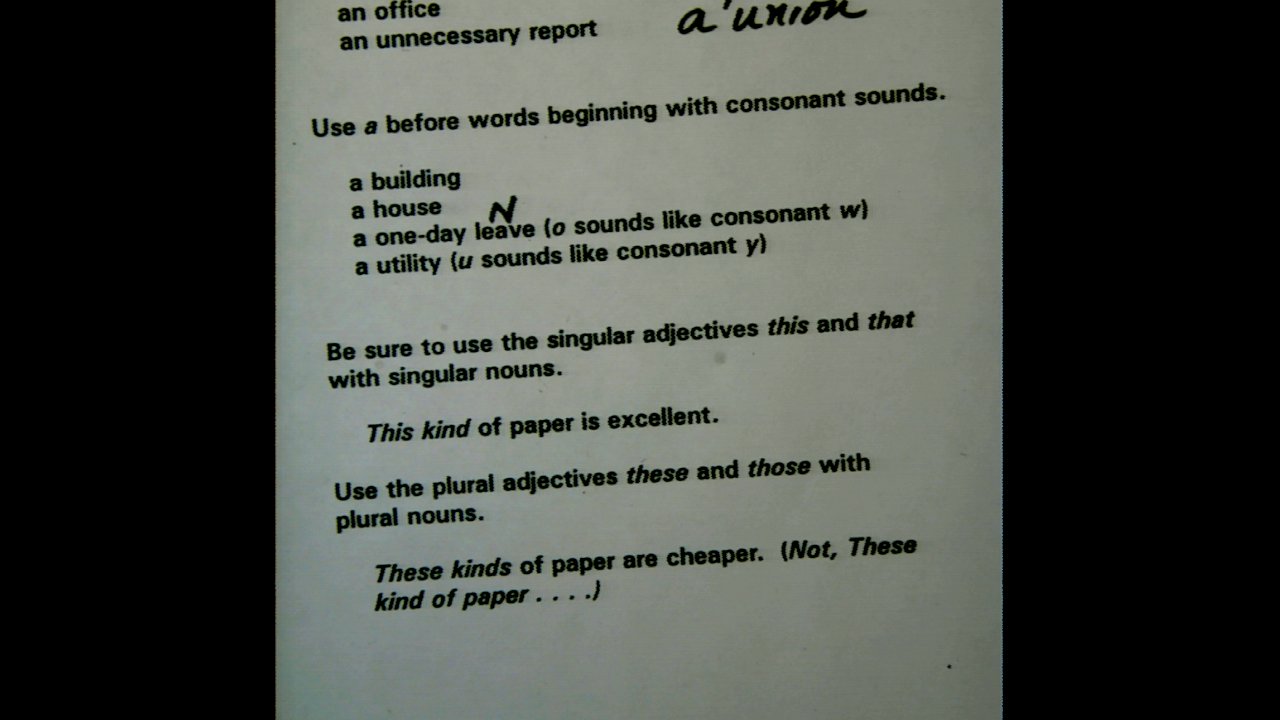 an office
an unnecessary report a'union
Use a before words beginning with consonant sounds.
a building
a house N
a one-day leave (o sounds like consonant w)
a utility (u sounds like consonant y)
Be sure to use the singular adjectives this and that
with singular nouns.
This kind of paper is excellent.
Use the plural adjectives these and those with
plural nouns.
These kinds of paper are cheaper. (Not, These
kind of paper . . . .)